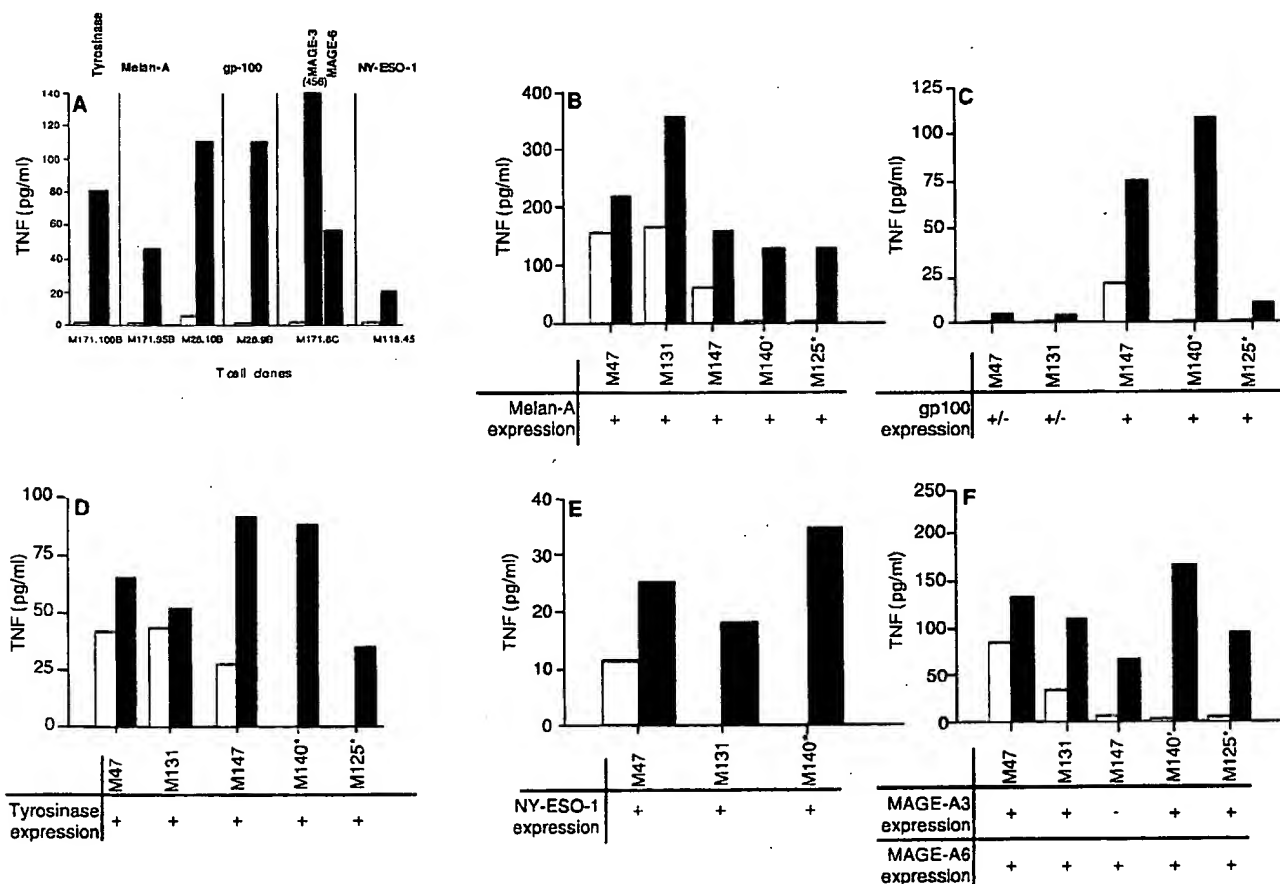 Tyrosinase
Melan-A
gp-100
MAGE-3
(456)
MAGE-6
NY-ESO-1
A
TNF (pg/ml)
140
120
100
80
60
40
20
0
M171.100B M171.95B M28.10B M28.9B M171.8C M118.45
T cell clones
B
TNF (pg/ml)
400
300
200
100
0
M47 M131 M147 M140* M125*
Melan-A expression + + + + +
C
TNF (pg/ml)
125
100
75
50
25
0
M47 M131 M147 M140* M125*
gp100 expression +/- +/- + + +
D
TNF (pg/ml)
100
75
50
25
0
M47 M131 M147 M140* M125*
Tyrosinase expression + + + + +
E
TNF (pg/ml)
40
30
20
10
0
M47 M131 M140*
NY-ESO-1 expression + + +
F
TNF (pg/ml)
250
200
150
100
50
0
M47 M131 M147 M140* M125*
MAGE-A3 expression + + - + +
MAGE-A6 expression + + + + +